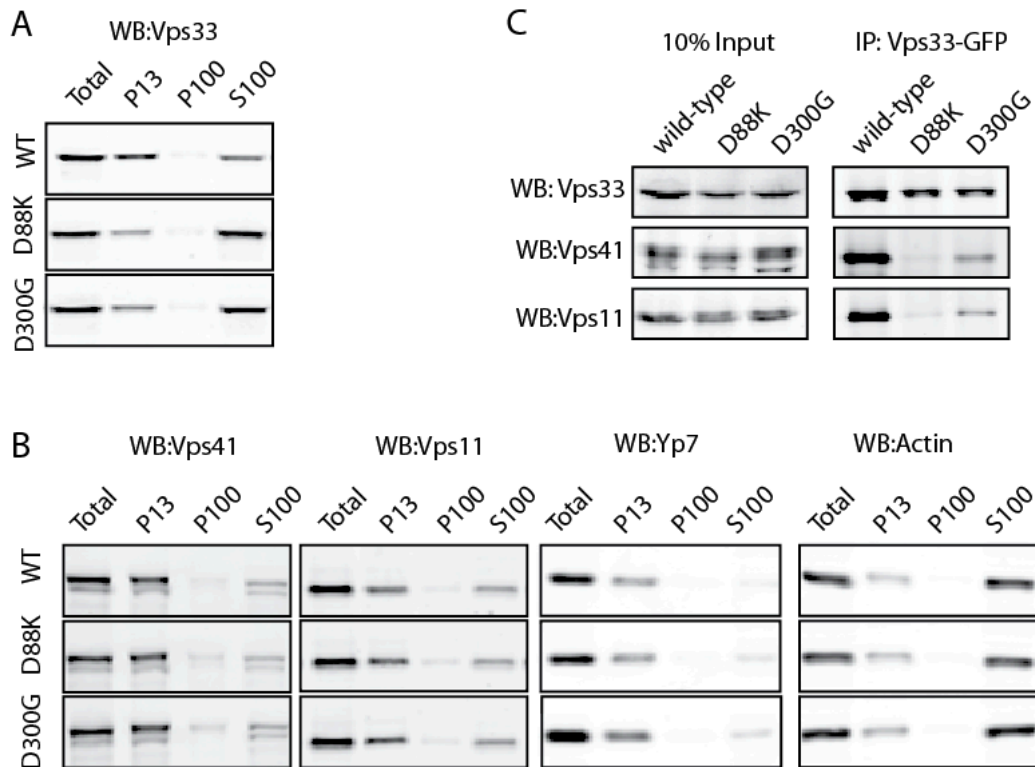 A
WB:Vps33
Total P13 P100 S100
WT
D88K
D300G
C
10% Input IP: Vps33-GFP
wild-type D88K D300G wild-type D88K D300G
WB: Vps33
WB:Vps41
WB:Vps11
B
WB:Vps41 WB:Vps11 WB:Yp7 WB:Actin
Total P13 P100 S100 Total P13 P100 S100 Total P13 P100 S100 Total P13 P100 S100
WT
D88K
D300G